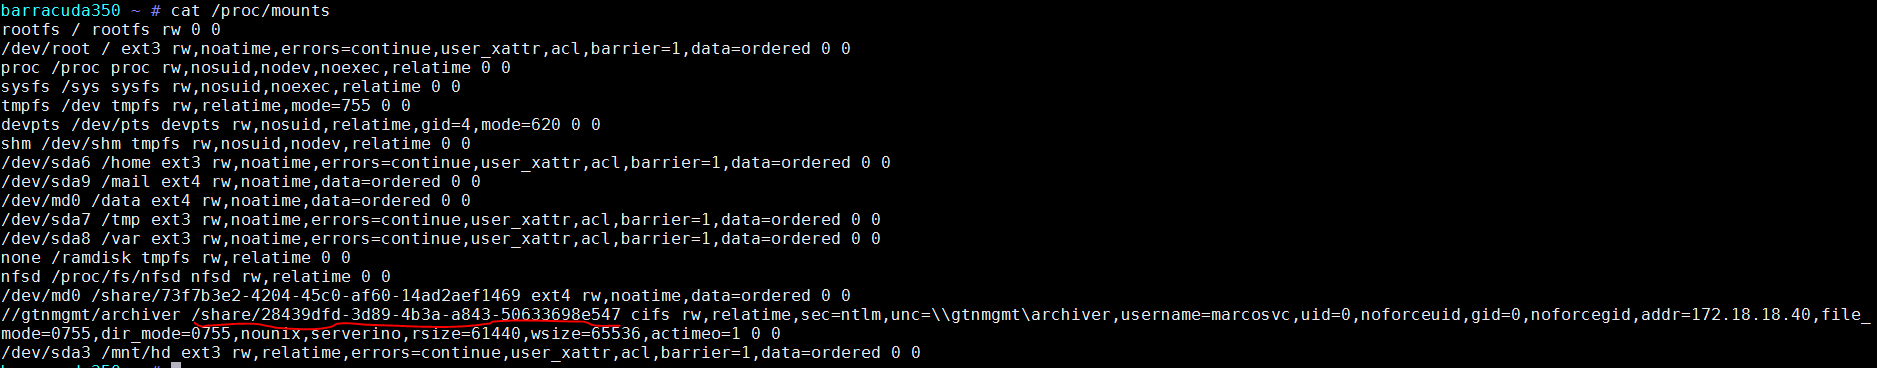 barracuda350 ~ # cat /proc/mounts
rootfs / rootfs rw 0 0
/dev/root / ext3 rw,noatime,errors=continue,user_xattr,acl,barrier=1,data=ordered 0 0
proc /proc proc rw,nosuid,nodev,noexec,relatime 0 0
sysfs /sys sysfs rw,nosuid,noexec,relatime 0 0
tmpfs /dev tmpfs rw,relatime,mode=755 0 0
devpts /dev/pts devpts rw,nosuid,relatime,gid=4,mode=620 0 0
shm /dev/shm tmpfs rw,nosuid,nodev,relatime 0 0
/dev/sda6 /home ext3 rw,noatime,errors=continue,user_xattr,acl,barrier=1,data=ordered 0 0
/dev/sda9 /mail ext4 rw,noatime,data=ordered 0 0
/dev/md0 /data ext4 rw,noatime,data=ordered 0 0
/dev/sda7 /tmp ext3 rw,noatime,errors=continue,user_xattr,acl,barrier=1,data=ordered 0 0
/dev/sda8 /var ext3 rw,noatime,errors=continue,user_xattr,acl,barrier=1,data=ordered 0 0
none /ramdisk tmpfs rw,relatime 0 0
nfsd /proc/fs/nfsd nfsd rw,relatime 0 0
/dev/md0 /share/73f7b3e2-4204-45c0-af60-14ad2aef1469 ext4 rw,noatime,data=ordered 0 0
//gtnmgmt/archiver /share/28439dfd-3d89-4b3a-a843-50633698e547 cifs rw,relatime,sec=ntlm,unc=\\gtnmgmt\archiver,username=marcosvc,uid=0,noforceuid,gid=0,noforcegid,addr=172.18.18.40,file_
mode=0755,dir_mode=0755,nounix,serverino,rsize=61440,wsize=65536,actimeo=1 0 0
/dev/sda3 /mnt/hd ext3 rw,relatime,errors=continue,user_xattr,acl,barrier=1,data=ordered 0 0
barracuda350 ~ #